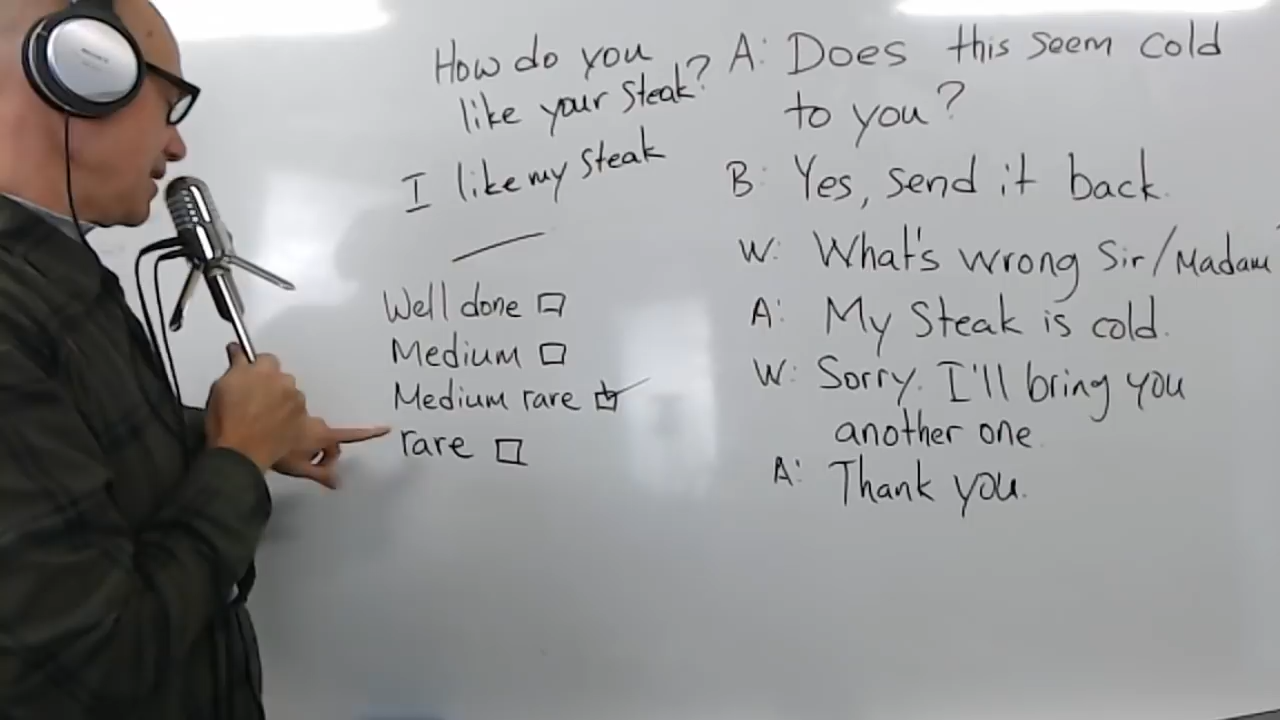 How do you
like your Steak?
I like my Steak
Well done
Medium
Medium rare
rare
A: Does this seem cold
to you?
B: Yes, send it back.
W: What's wrong Sir/Madam
A: My Steak is cold.
W: Sorry. I'll bring you
another one
A: Thank you.